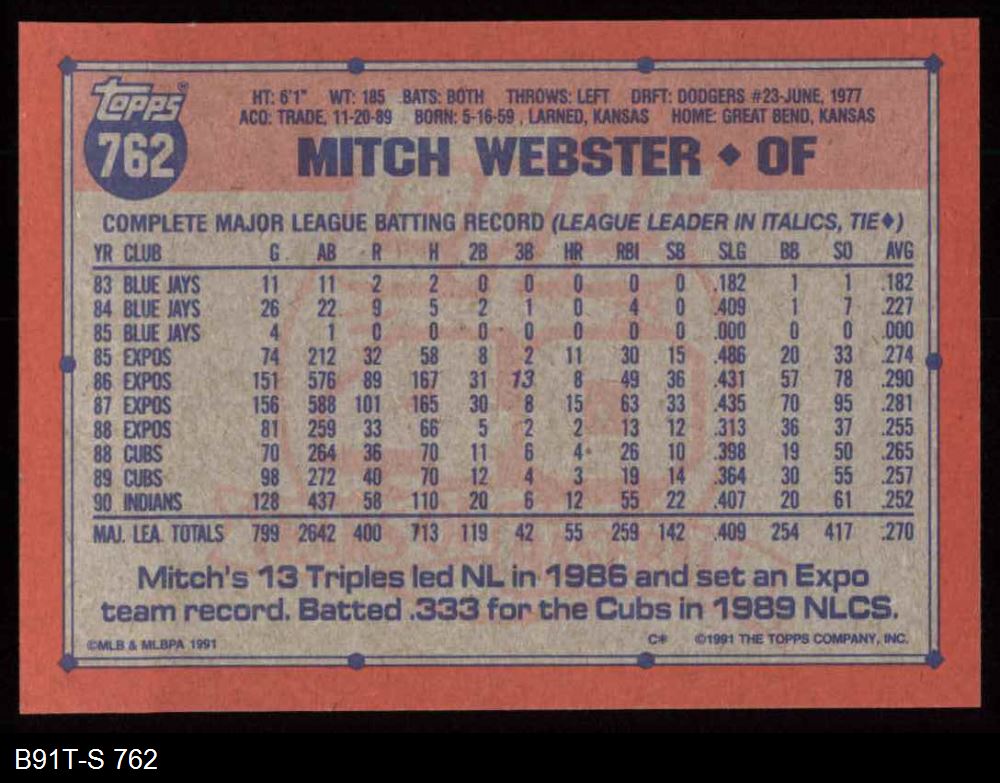 Topps®
762
HT: 6'1" WT: 185 BATS: BOTH THROWS: LEFT DRFT: DODGERS #23-JUNE, 1977
ACQ: TRADE, 11-20-89 BORN: 5-16-59 , LARNED, KANSAS HOME: GREAT BEND, KANSAS
MITCH WEBSTER ♦ OF
COMPLETE MAJOR LEAGUE BATTING RECORD (LEAGUE LEADER IN ITALICS, TIE♦)
YR CLUB G AB R H 2B 3B HR RBI SB SLG BB SO AVG
83 BLUE JAYS 11 11 2 2 0 0 0 0 0 .182 1 1 .182
84 BLUE JAYS 26 22 9 5 2 1 0 4 0 .409 1 7 .227
85 BLUE JAYS 4 1 0 0 0 0 0 0 0 .000 0 0 .000
85 EXPOS 74 212 32 58 8 2 11 30 15 .486 20 33 .274
86 EXPOS 151 576 89 167 31 13 8 49 36 .431 57 78 .290
87 EXPOS 156 588 101 165 30 8 15 63 33 .435 70 95 .281
88 EXPOS 81 259 33 66 5 2 2 13 12 .313 36 37 .255
88 CUBS 70 264 36 70 11 6 4 26 10 .398 19 50 .265
89 CUBS 98 272 40 70 12 4 3 19 14 .364 30 55 .257
90 INDIANS 128 437 58 110 20 6 12 55 22 .407 20 61 .252
MAJ. LEA. TOTALS 799 2642 400 713 119 42 55 259 142 .409 254 417 .270
Mitch's 13 Triples led NL in 1986 and set an Expo
team record. Batted .333 for the Cubs in 1989 NLCS.
©MLB & MLBPA 1991 C* ©1991 THE TOPPS COMPANY, INC.
B91T-S 762